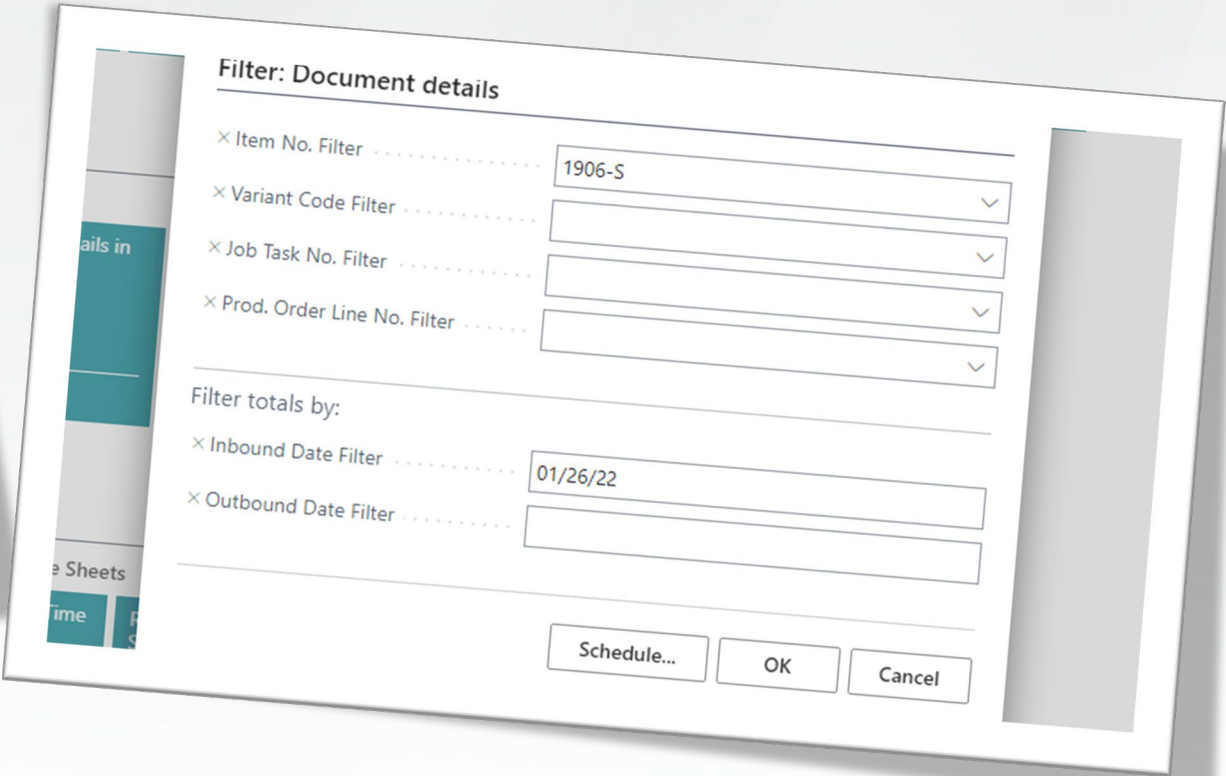 Filter: Document details
× Item No. Filter 1906-S
× Variant Code Filter
× Job Task No. Filter
× Prod. Order Line No. Filter
Filter totals by:
× Inbound Date Filter 01/26/22
× Outbound Date Filter
Schedule... OK Cancel
ails in
e Sheets
ime